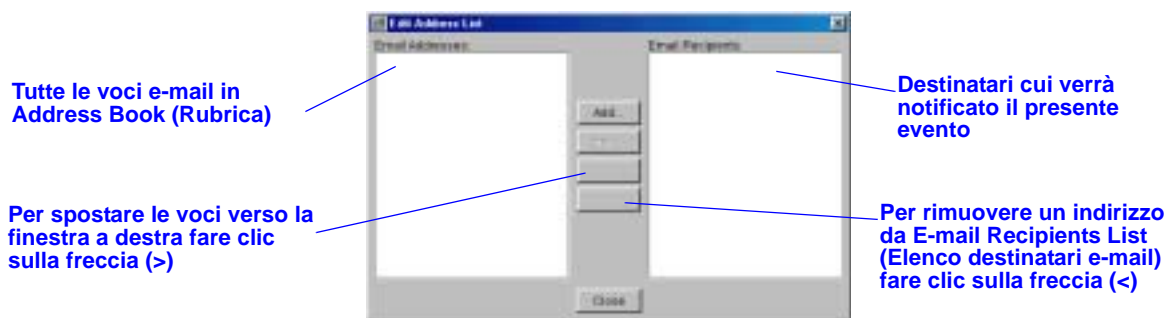 Edit Address List
Email Addresses:
Email Recipients:
Tutte le voci e-mail in
Address Book (Rubrica)
Destinatari cui verrà
notificato il presente
evento
Add...
Per spostare le voci verso la
finestra a destra fare clic
sulla freccia (>)
Per rimuovere un indirizzo
da E-mail Recipients List
(Elenco destinatari e-mail)
fare clic sulla freccia (<)
Close